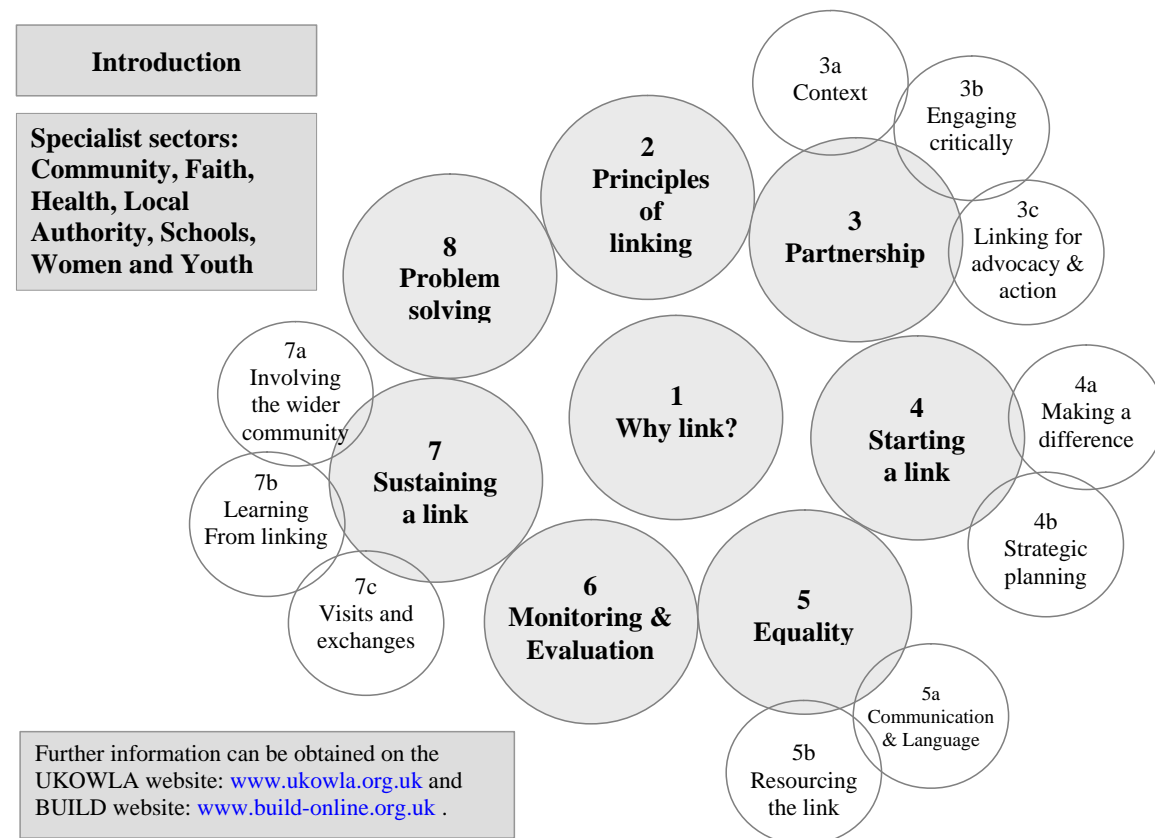 Introduction
Specialist sectors:
Community, Faith,
Health, Local
Authority, Schools,
Women and Youth
1
Why link?
2
Principles
of
linking
3
Partnership
3a
Context
3b
Engaging
critically
3c
Linking for
advocacy &
action
4
Starting
a link
4a
Making a
difference
4b
Strategic
planning
5
Equality
5a
Communication
& Language
5b
Resourcing
the link
6
Monitoring &
Evaluation
7
Sustaining
a link
7a
Involving
the wider
community
7b
Learning
From linking
7c
Visits and
exchanges
8
Problem
solving
Further information can be obtained on the
UKOWLA website: www.ukowla.org.uk and
BUILD website: www.build-online.org.uk .